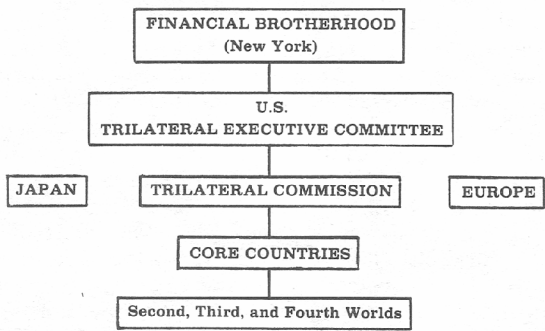 FINANCIAL BROTHERHOOD
(New York)
U.S.
TRILATERAL EXECUTIVE COMMITTEE
JAPAN
TRILATERAL COMMISSION
EUROPE
CORE COUNTRIES
Second, Third, and Fourth Worlds